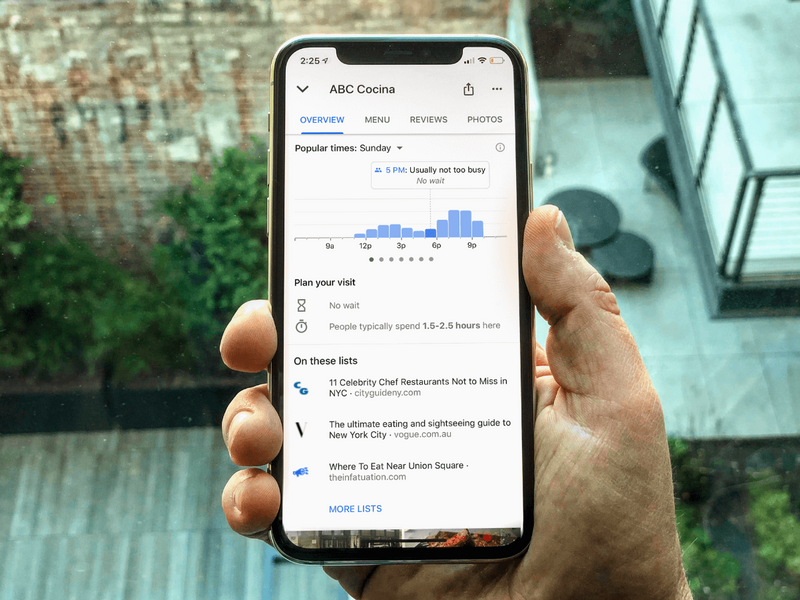 2:25
ABC Cocina
OVERVIEW MENU REVIEWS PHOTOS
Popular times: Sunday
5 PM: Usually not too busy
No wait
9a 12p 3p 6p 9p
Plan your visit
No wait
People typically spend 1.5-2.5 hours here
On these lists
11 Celebrity Chef Restaurants Not to Miss in
NYC · cityguideny.com
The ultimate eating and sightseeing guide to
New York City · vogue.com.au
Where To Eat Near Union Square ·
theinfatuation.com
MORE LISTS